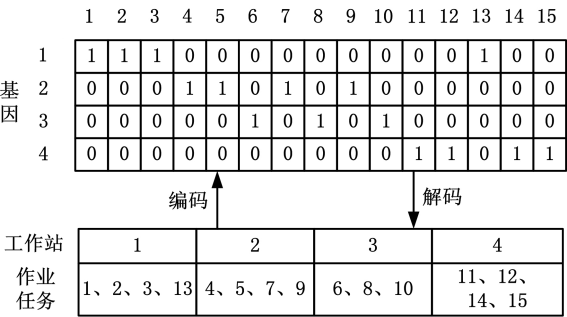 1 2 3 4 5 6 7 8 9 10 11 12 13 14 15
基因
1 1 1 1 0 0 0 0 0 0 0 0 0 1 0 0
2 0 0 0 1 1 0 1 0 1 0 0 0 0 0 0
3 0 0 0 0 0 1 0 1 0 1 0 0 0 0 0
4 0 0 0 0 0 0 0 0 0 0 1 1 0 1 1
编码 解码
工作站 1 2 3 4
作业任务 1、2、3、13 4、5、7、9 6、8、10 11、12、
14、15